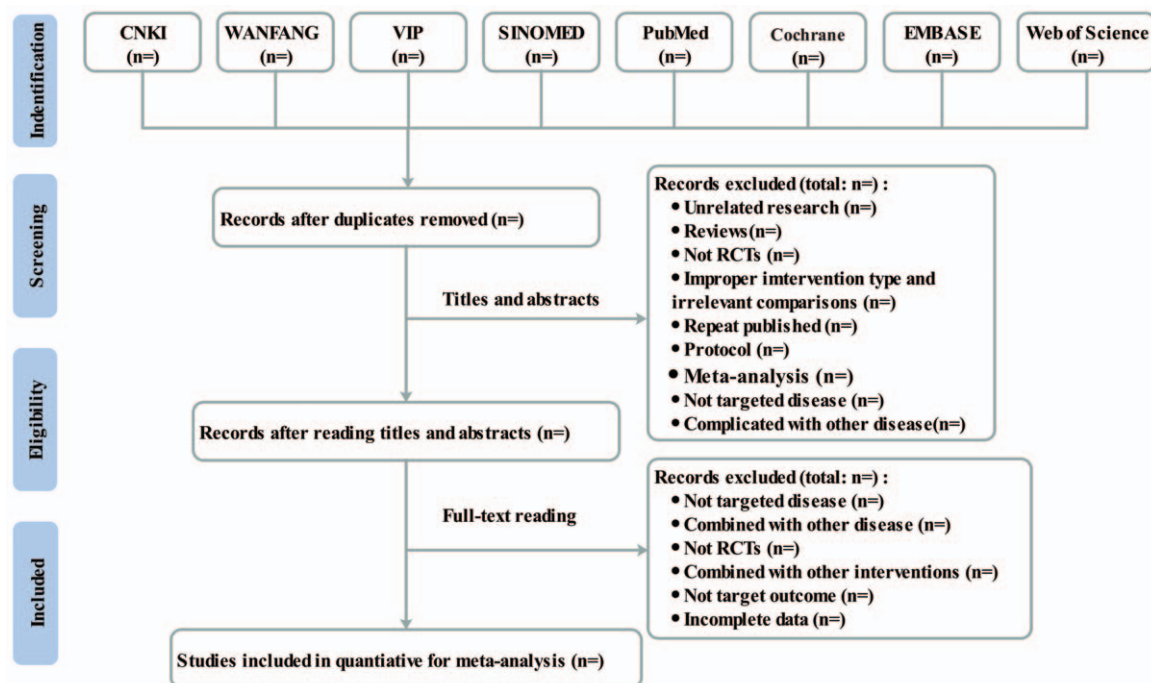 Indentification
CNKI
(n=)
WANFANG
(n=)
VIP
(n=)
SINOMED
(n=)
PubMed
(n=)
Cochrane
(n=)
EMBASE
(n=)
Web of Science
(n=)
Screening
Records after duplicates removed (n=)
Titles and abstracts
Records excluded (total: n=) :
• Unrelated research (n=)
• Reviews(n=)
• Not RCTs (n=)
• Improper imtervention type and
irrelevant comparisons (n=)
• Repeat published (n=)
• Protocol (n=)
• Meta-analysis (n=)
• Not targeted disease (n=)
• Complicated with other disease(n=)
Eligibility
Records after reading titles and abstracts (n=)
Full-text reading
Records excluded (total: n=) :
• Not targeted disease (n=)
• Combined with other disease (n=)
• Not RCTs (n=)
• Combined with other interventions (n=)
• Not target outcome (n=)
• Incomplete data (n=)
Included
Studies included in quantiative for meta-analysis (n=)